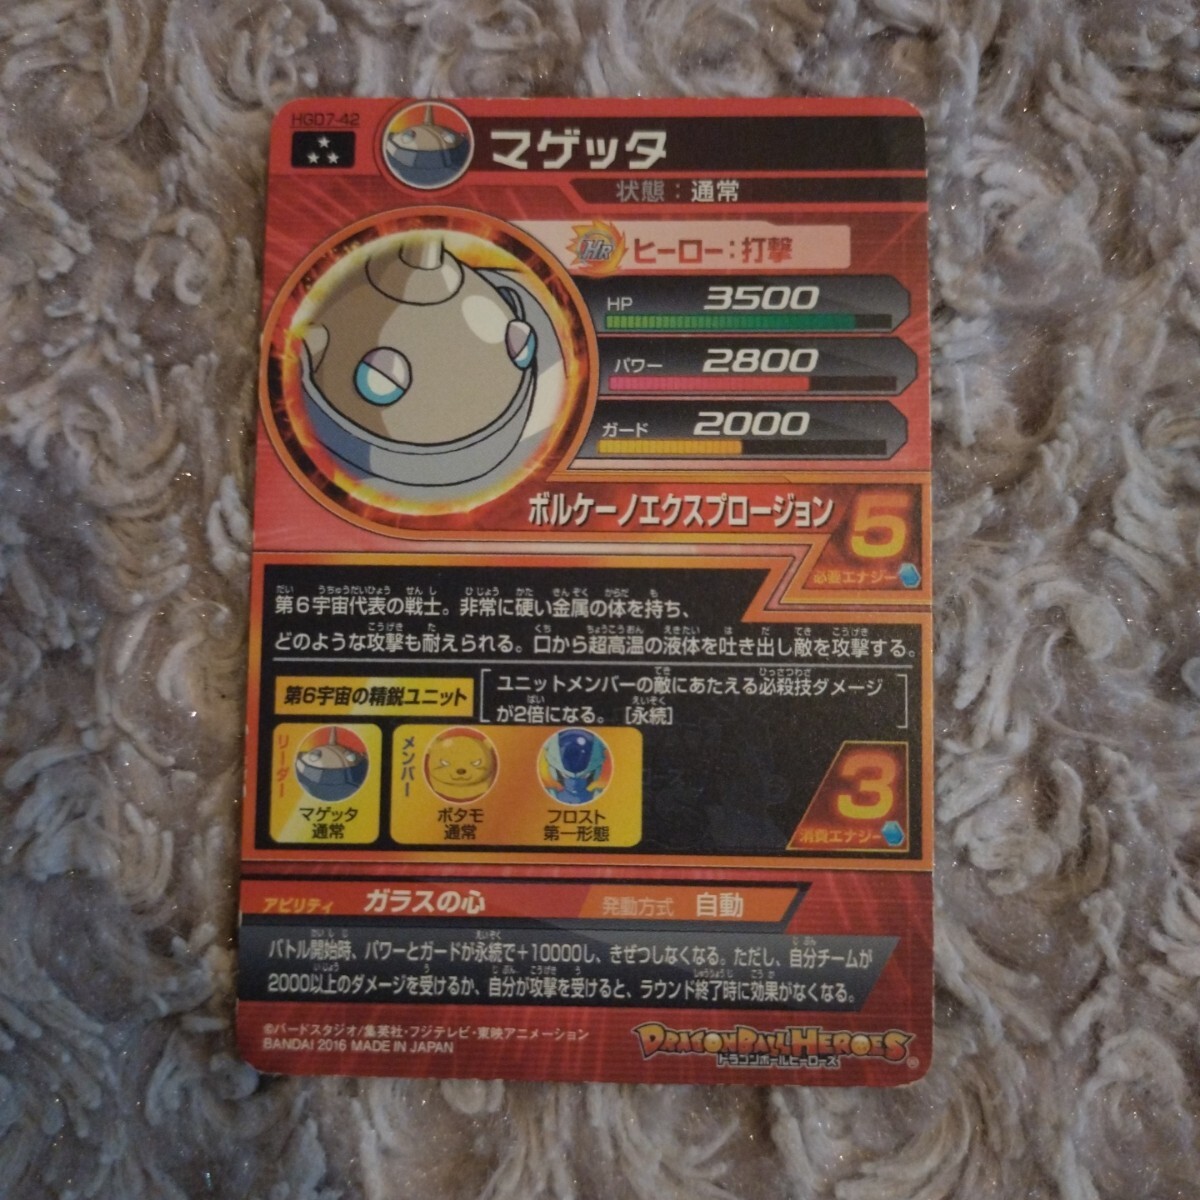 HGD7-42
マゲッタ
状態：通常
HR ヒーロー：打撃
HP 3500
パワー 2800
ガード 2000
ボルケーノエクスプロージョン
5
必要エナジー
第6宇宙代表の戦士。非常に硬い金属の体を持ち、
どのような攻撃も耐えられる。口から超高温の液体を吐き出し敵を攻撃する。
第6宇宙の精鋭ユニット
ユニットメンバーの敵にあたえる必殺技ダメージ
が2倍になる。［永続］
リーダー
マゲッタ
通常
メンバー
ボタモ
通常
フロスト
第一形態
3
消費エナジー
アビリティ ガラスの心 発動方式 自動
バトル開始時、パワーとガードが永続で+10000し、きぜつしなくなる。ただし、自分チームが
2000以上のダメージを受けるか、自分が攻撃を受けると、ラウンド終了時に効果がなくなる。
©バードスタジオ/集英社・フジテレビ・東映アニメーション
BANDAI 2016 MADE IN JAPAN
DRAGONBALL HEROES
ドラゴンボールヒーローズ